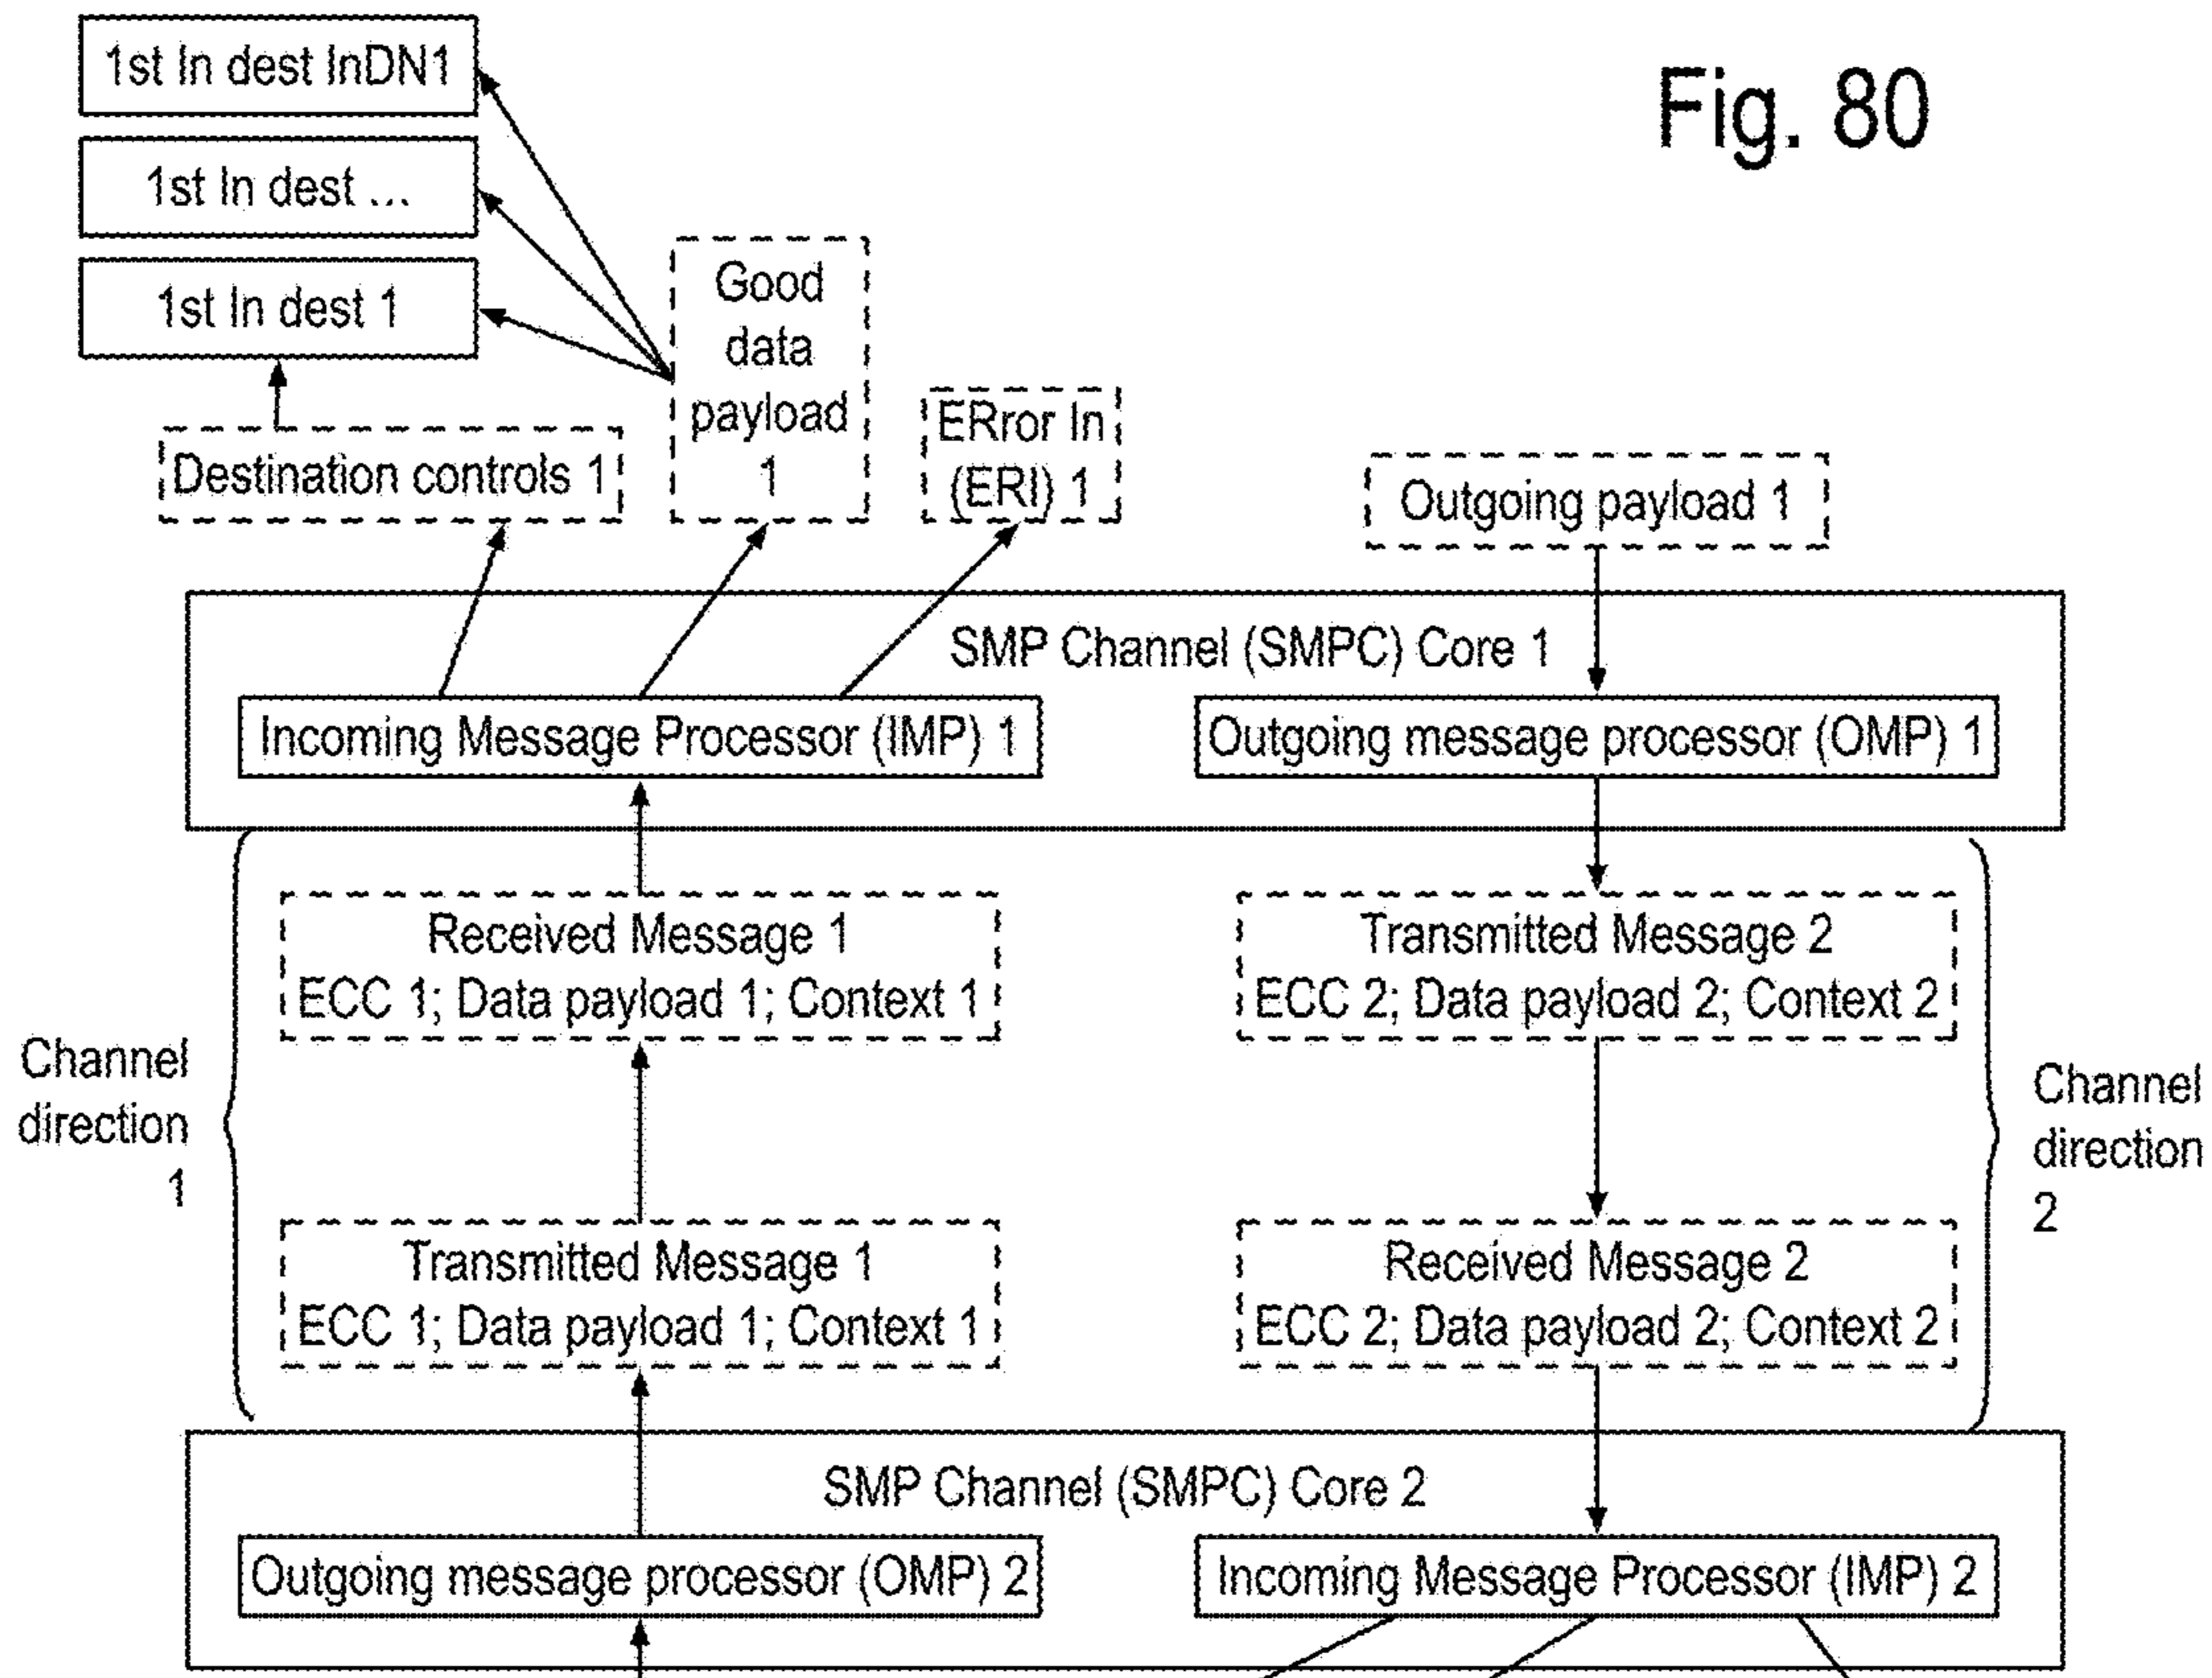 Fig. 80
1st In dest InDN1
1st In dest ...
1st In dest 1
Good
data
payload
1
ERror In
(ERI) 1
Destination controls 1
Outgoing payload 1
SMP Channel (SMPC) Core 1
Incoming Message Processor (IMP) 1
Outgoing message processor (OMP) 1
Channel
direction
1
Received Message 1
ECC 1; Data payload 1; Context 1
Transmitted Message 1
ECC 1; Data payload 1; Context 1
Transmitted Message 2
ECC 2; Data payload 2; Context 2
Received Message 2
ECC 2; Data payload 2; Context 2
Channel
direction
2
SMP Channel (SMPC) Core 2
Outgoing message processor (OMP) 2
Incoming Message Processor (IMP) 2